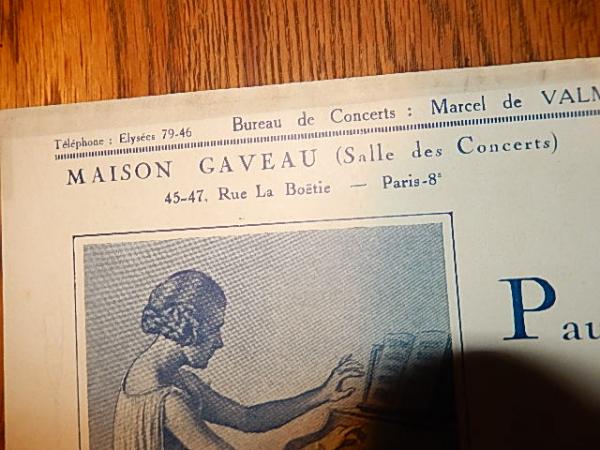 Téléphone : Elysées 79-46 Bureau de Concerts : Marcel de VALM
MAISON GAVEAU (Salle des Concerts)
45-47, Rue La Boëtie — Paris-8ᵉ
Pau